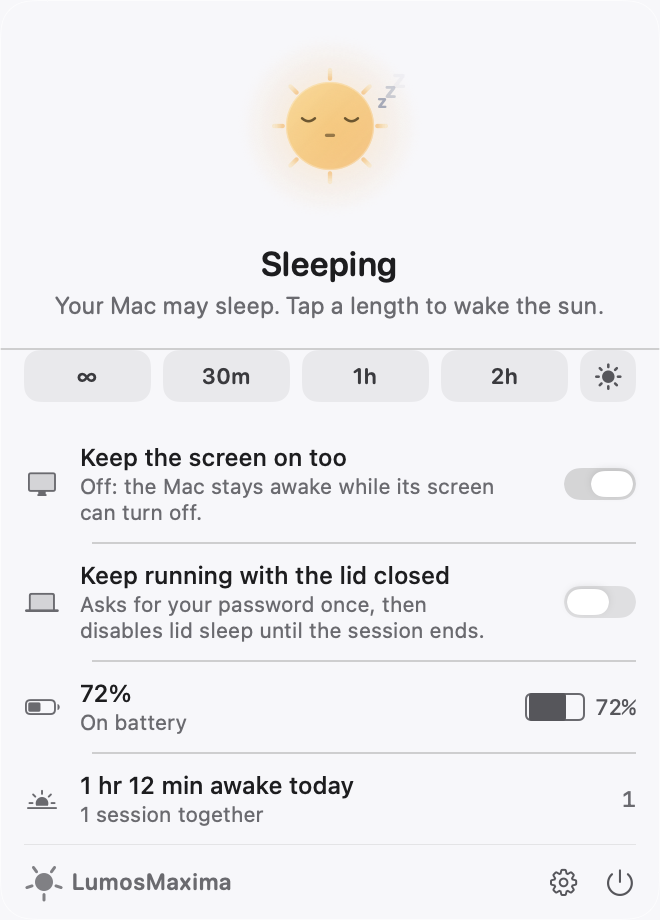 z z z
Sleeping
Your Mac may sleep. Tap a length to wake the sun.
∞ 30m 1h 2h
Keep the screen on too
Off: the Mac stays awake while its screen
can turn off.
Keep running with the lid closed
Asks for your password once, then
disables lid sleep until the session ends.
72%
On battery
72%
1 hr 12 min awake today
1 session together
1
LumosMaxima